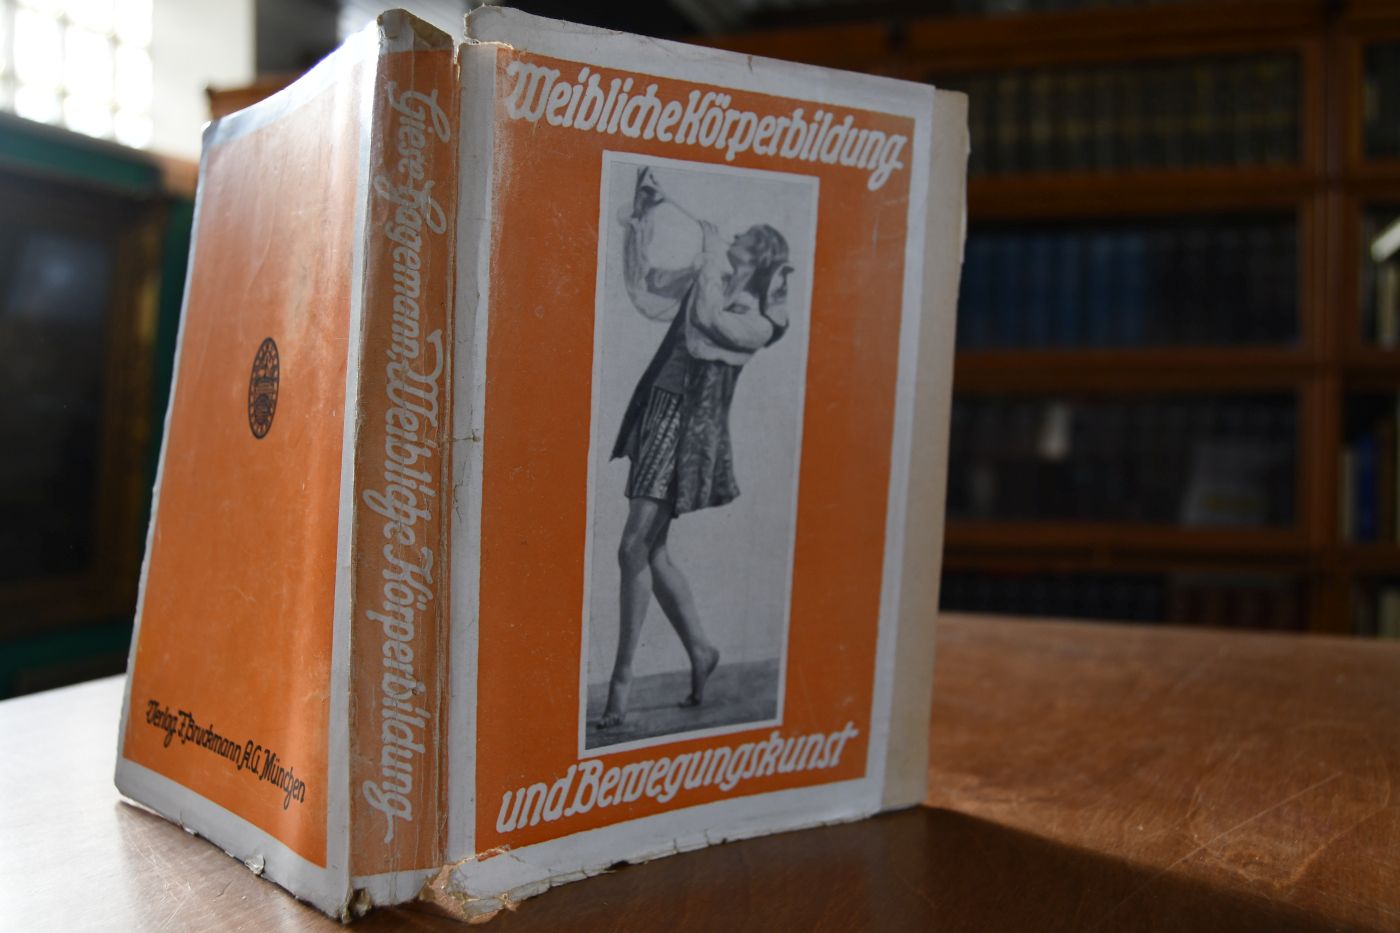 Weibliche Körperbildung
und Bewegungskunst
Giese-Hagemann, Weibliche Körperbildung
Verlag F. Bruckmann A.G. München